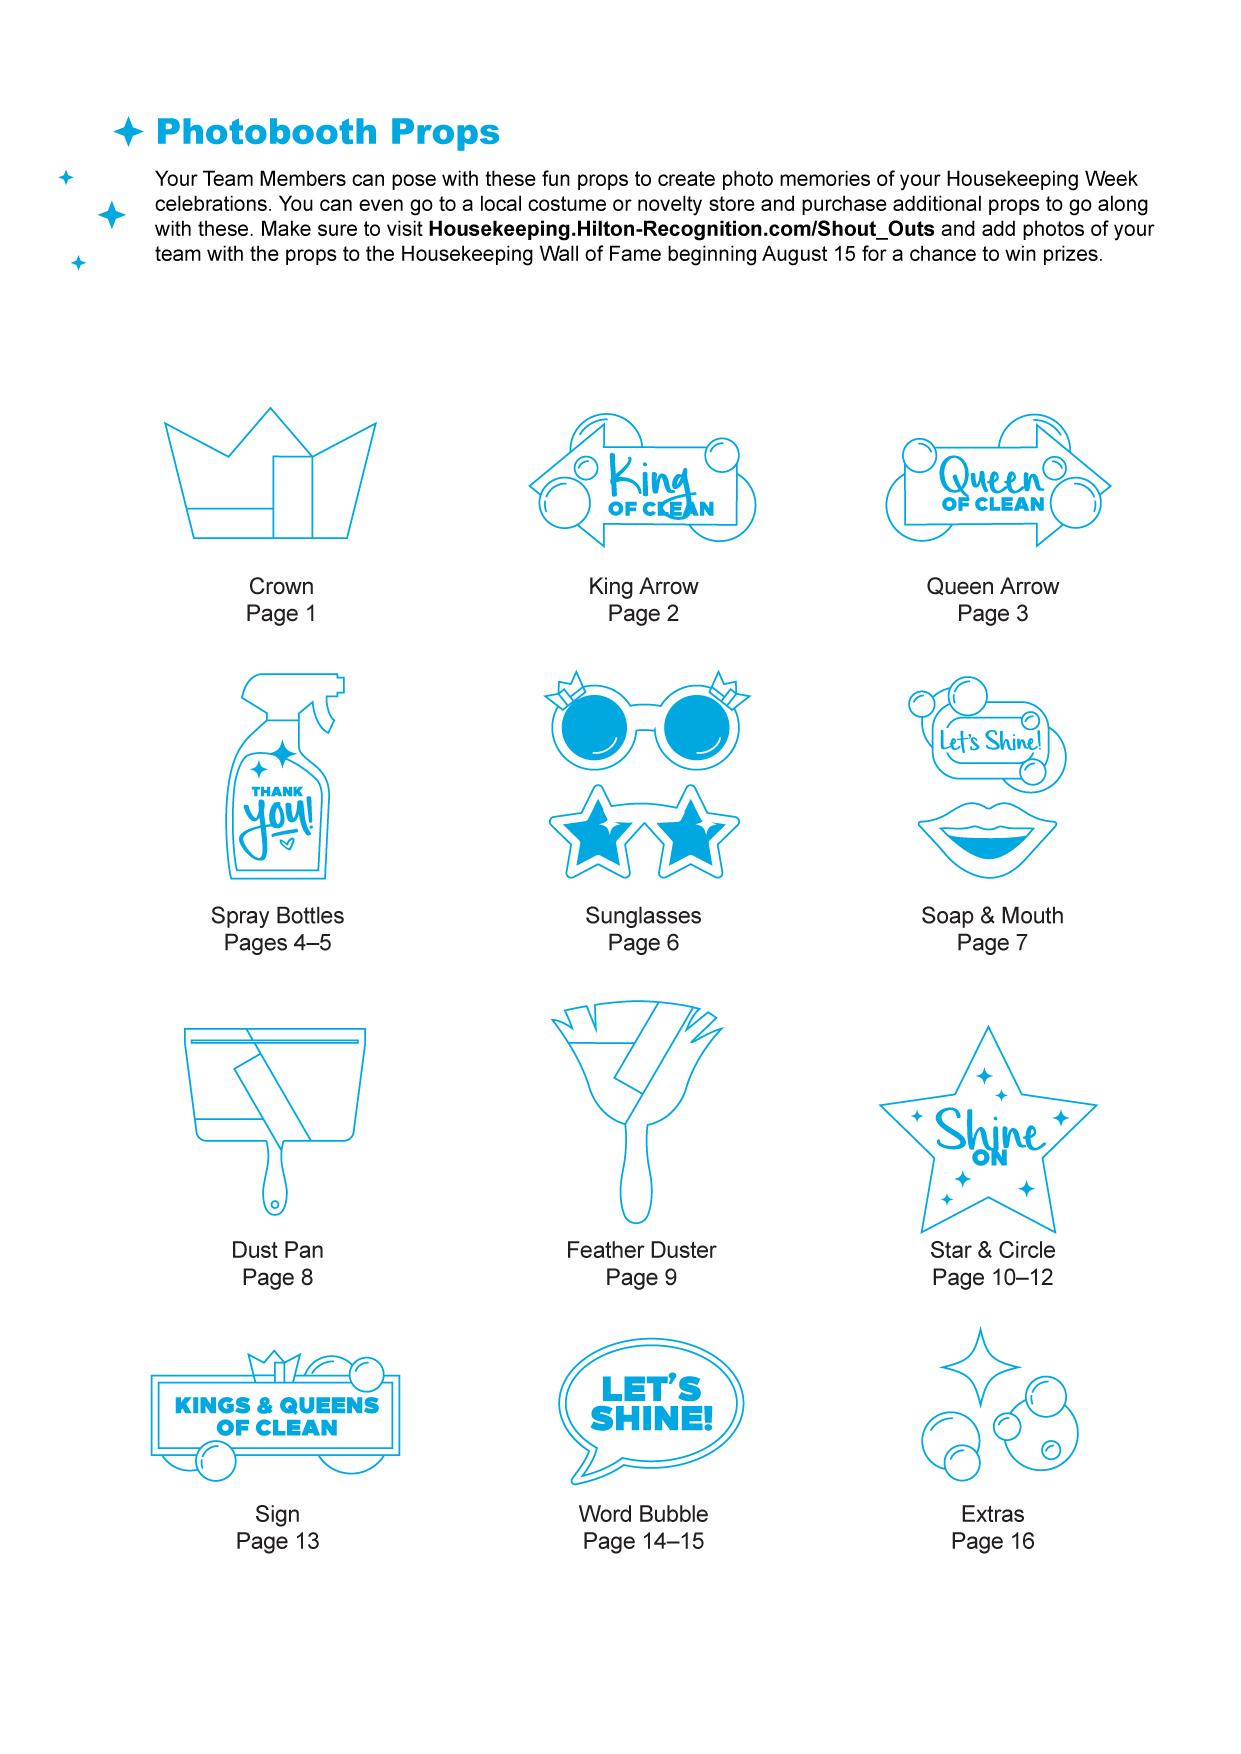 Photobooth Props
Your Team Members can pose with these fun props to create photo memories of your Housekeeping Week
celebrations. You can even go to a local costume or novelty store and purchase additional props to go along
with these. Make sure to visit Housekeeping.Hilton-Recognition.com/Shout_Outs and add photos of your
team with the props to the Housekeeping Wall of Fame beginning August 15 for a chance to win prizes.
King
OF CLEAN
Queen
OF CLEAN
Crown
Page 1
King Arrow
Page 2
Queen Arrow
Page 3
THANK
you!
Let's Shine!
Spray Bottles
Pages 4–5
Sunglasses
Page 6
Soap & Mouth
Page 7
Shine
ON
Dust Pan
Page 8
Feather Duster
Page 9
Star & Circle
Page 10–12
KINGS & QUEENS
OF CLEAN
LET'S
SHINE!
Sign
Page 13
Word Bubble
Page 14–15
Extras
Page 16